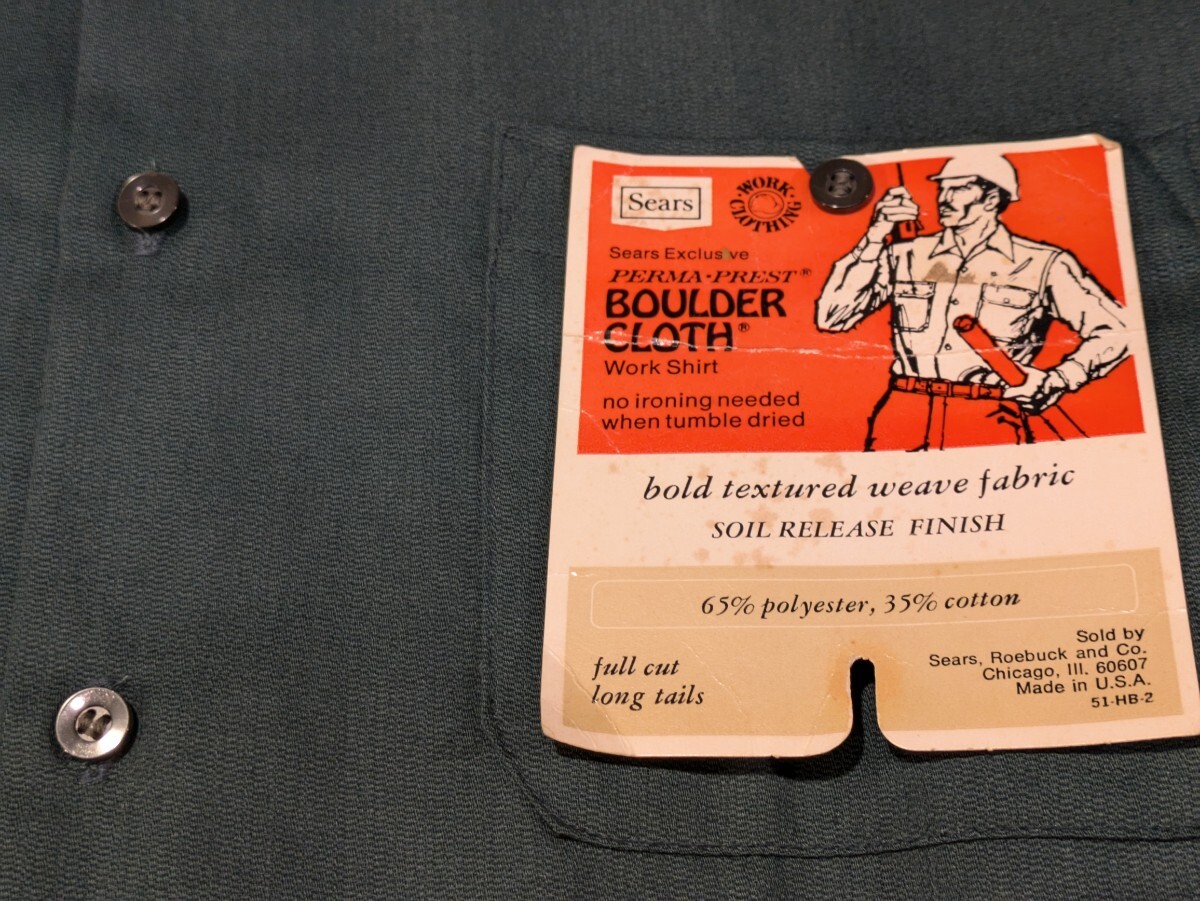 Sears
WORK·CLOTHING
Sears Exclusive
PERMA·PREST®
BOULDER
CLOTH®
Work Shirt
no ironing needed
when tumble dried
bold textured weave fabric
SOIL RELEASE FINISH
65% polyester, 35% cotton
full cut
long tails
Sold by
Sears, Roebuck and Co.
Chicago, Ill. 60607
Made in U.S.A.
51-HB-2